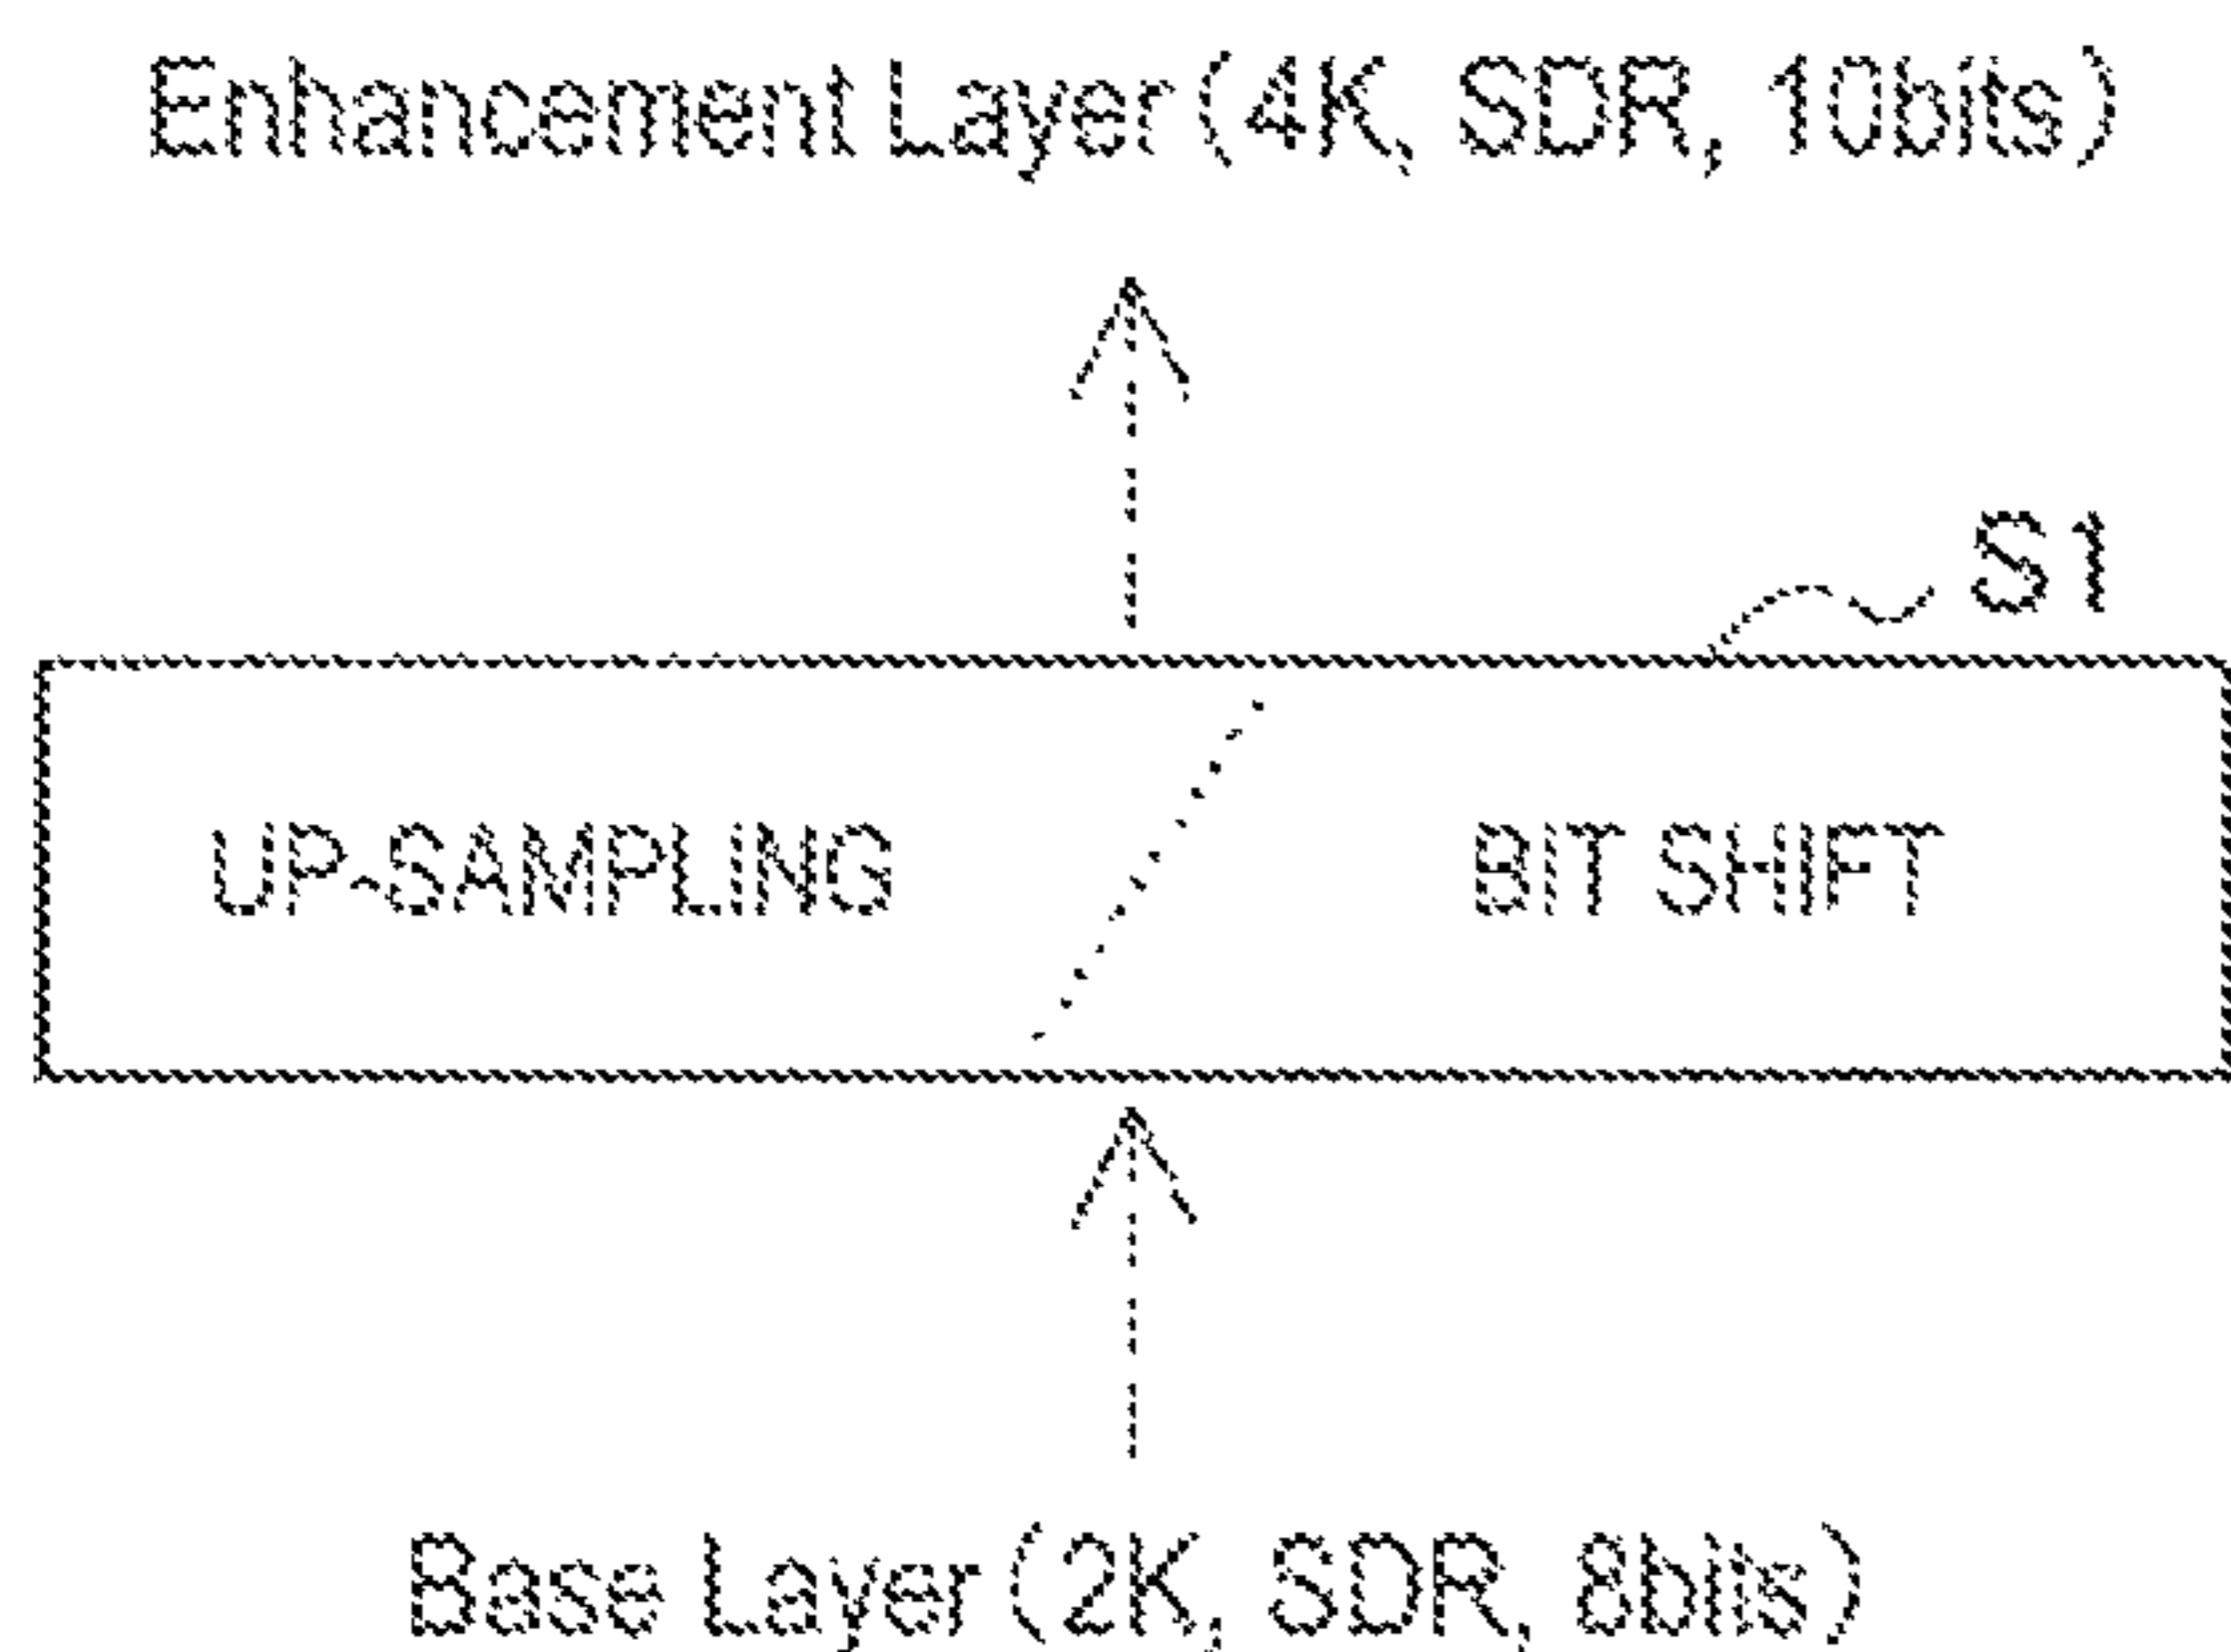 Enhancement Layer (4K, SDR, 10bits)
S1
UP-SAMPLING
BIT SHIFT
Base Layer (2K, SDR, 8bits)